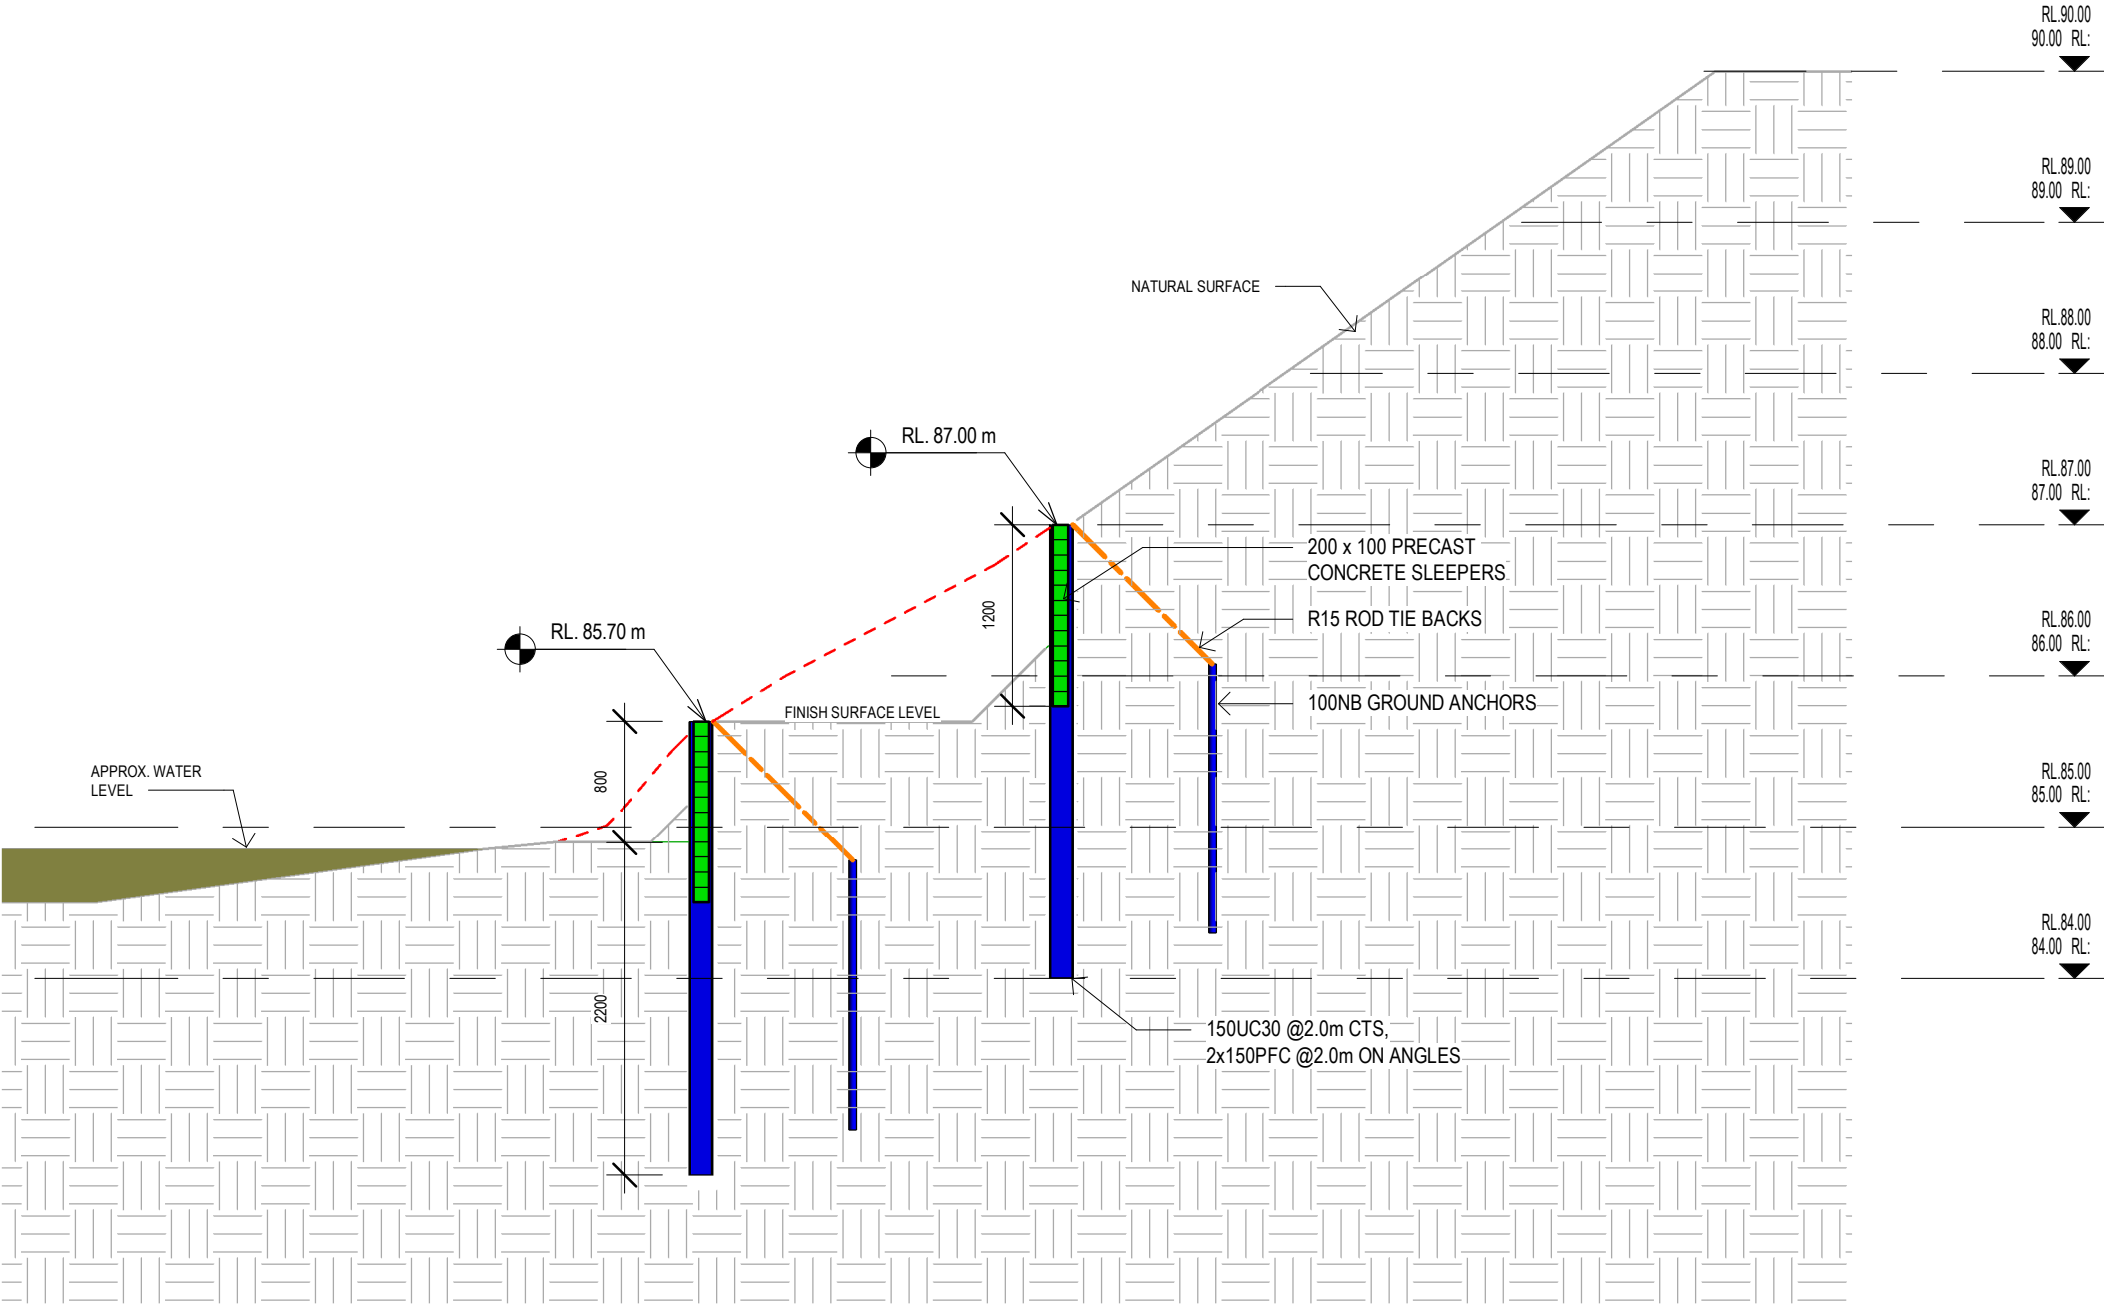 RL.90.00
90.00 RL:
RL.89.00
89.00 RL:
NATURAL SURFACE
RL.88.00
88.00 RL:
RL. 87.00 m
RL.87.00
87.00 RL:
200 x 100 PRECAST
CONCRETE SLEEPERS
1200
R15 ROD TIE BACKS
RL.86.00
86.00 RL:
RL. 85.70 m
100NB GROUND ANCHORS
FINISH SURFACE LEVEL
APPROX. WATER
LEVEL
800
RL.85.00
85.00 RL:
RL.84.00
84.00 RL:
2200
150UC30 @2.0m CTS,
2x150PFC @2.0m ON ANGLES